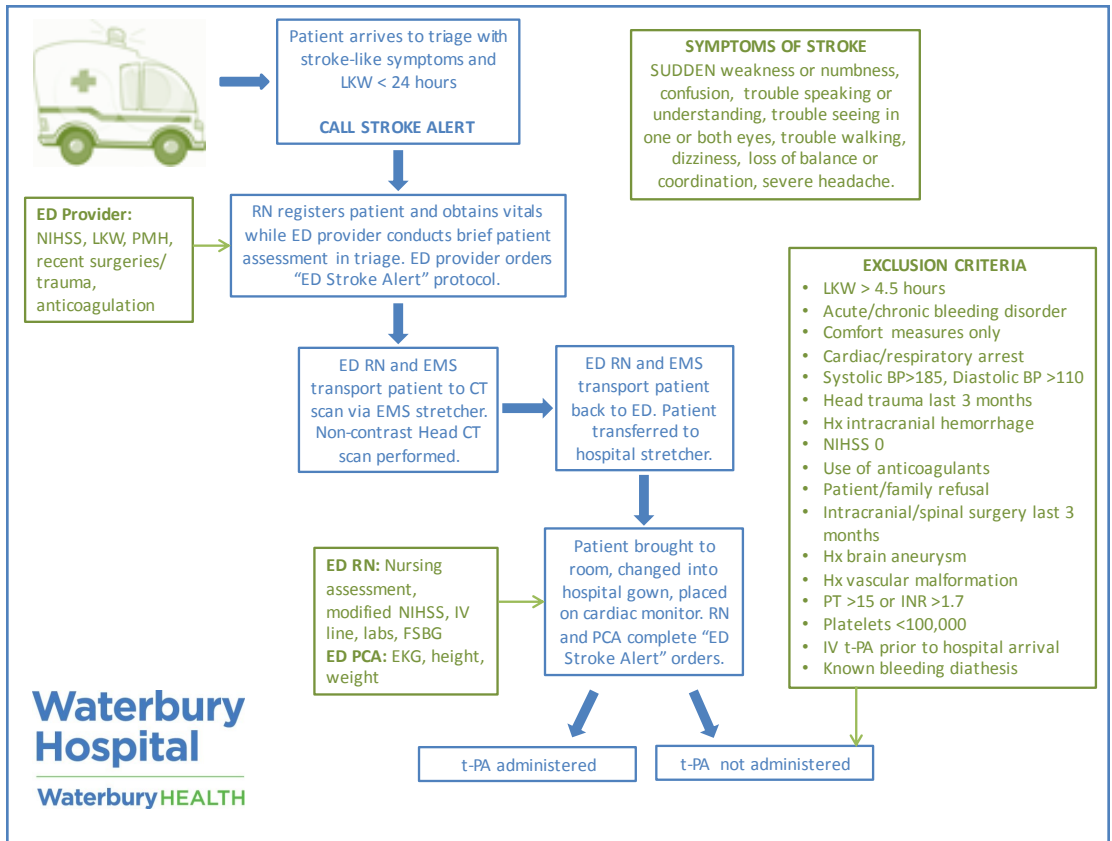 Patient arrives to triage with
stroke-like symptoms and
LKW < 24 hours
CALL STROKE ALERT
SYMPTOMS OF STROKE
SUDDEN weakness or numbness,
confusion, trouble speaking or
understanding, trouble seeing in
one or both eyes, trouble walking,
dizziness, loss of balance or
coordination, severe headache.
ED Provider:
NIHSS, LKW, PMH,
recent surgeries/
trauma,
anticoagulation
RN registers patient and obtains vitals
while ED provider conducts brief patient
assessment in triage. ED provider orders
“ED Stroke Alert” protocol.
EXCLUSION CRITERIA
• LKW > 4.5 hours
• Acute/chronic bleeding disorder
• Comfort measures only
• Cardiac/respiratory arrest
• Systolic BP>185, Diastolic BP >110
• Head trauma last 3 months
• Hx intracranial hemorrhage
• NIHSS 0
• Use of anticoagulants
• Patient/family refusal
• Intracranial/spinal surgery last 3
months
• Hx brain aneurysm
• Hx vascular malformation
• PT >15 or INR >1.7
• Platelets <100,000
• IV t-PA prior to hospital arrival
• Known bleeding diathesis
ED RN and EMS
transport patient to CT
scan via EMS stretcher.
Non-contrast Head CT
scan performed.
ED RN and EMS
transport patient
back to ED. Patient
transferred to
hospital stretcher.
ED RN: Nursing
assessment,
modified NIHSS, IV
line, labs, FSBG
ED PCA: EKG, height,
weight
Patient brought to
room, changed into
hospital gown, placed
on cardiac monitor. RN
and PCA complete “ED
Stroke Alert” orders.
t-PA administered
t-PA not administered
Waterbury
Hospital
Waterbury HEALTH